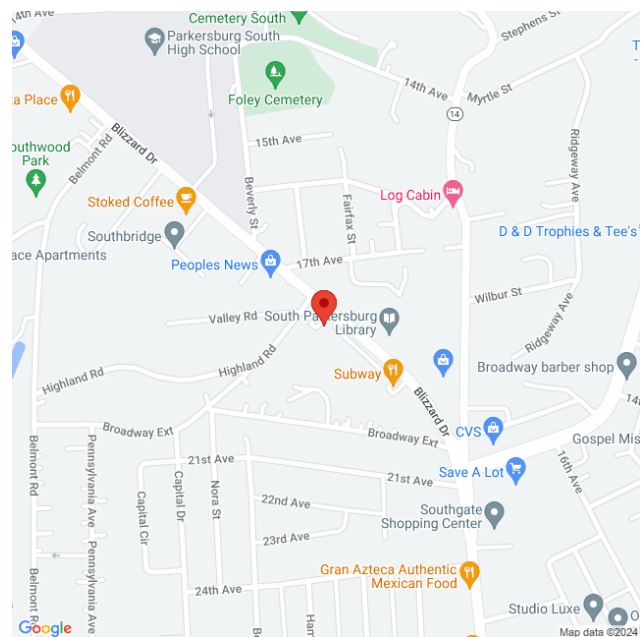 14th Ave
Cemetery South
Parkersburg South
High School
Stephens St
14th Ave
Myrtle St
Foley Cemetery
14
Blizzard Dr
Belmont Rd
15th Ave
Ridgeway Ave
Park
Stoked Coffee
Beverly St
Fairfax St
Log Cabin
D & D Trophies & Tee's
Southbridge
Peoples News
17th Ave
Wilbur St
Ridgeway Ave
Valley Rd
South Parkersburg
Library
Highland Rd
Highland Rd
Subway
Blizzard Dr
Broadway barber shop
Broadway Ext
Broadway Ext
CVS
Belmont Rd
Pennsylvania Ave
21st Ave
21st Ave
Save A Lot
16th Ave
Capital Cir
Capital Dr
Nora St
22nd Ave
23rd Ave
Southgate
Shopping Center
Pennsylvania Ave
Belmont Rd
24th Ave
Gran Azteca Authentic
Mexican Food
Studio Luxe
Google
Map data ©2024